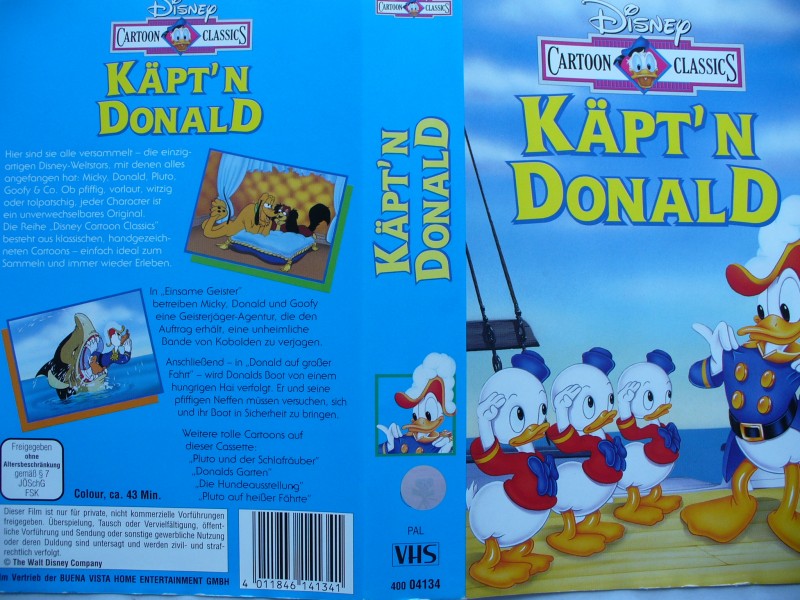 Disney
CARTOON CLASSICS
KÄPT'N
DONALD
Hier sind sie alle versammelt – die einzig-
artigen Disney-Weltstars, mit denen alles
angefangen hat: Micky, Donald, Pluto,
Goofy & Co. Ob pfiffig, vorlaut, witzig
oder tolpatschig, jeder Character ist
ein unverwechselbares Original.
Die Reihe „Disney Cartoon Classics"
besteht aus klassischen, handgezeich-
neten Cartoons – einfach ideal zum
Sammeln und immer wieder Erleben.
In „Einsame Geister"
betreiben Micky, Donald und Goofy
eine Geisterjäger-Agentur, die den
Auftrag erhält, eine unheimliche
Bande von Kobolden zu verjagen.
Anschließend – in „Donald auf großer
Fahrt" – wird Donalds Boot von einem
hungrigen Hai verfolgt. Er und seine
pfiffigen Neffen müssen versuchen, sich
und ihr Boot in Sicherheit zu bringen.
Weitere tolle Cartoons auf
dieser Cassette:
„Pluto und der Schlafräuber"
„Donalds Garten"
„Die Hundeausstellung"
„Pluto auf heißer Fährte"
Freigegeben
ohne
Altersbeschränkung
gemäß § 7
JÖSchG
FSK
Colour, ca. 43 Min.
Dieser Film ist nur für private, nicht kommerzielle Vorführungen
freigegeben. Überspielung, Tausch oder Vervielfältigung, öffent-
liche Vorführung und Sendung oder sonstige gewerbliche Nutzung
oder deren Duldung sind untersagt und werden zivil- und straf-
rechtlich verfolgt.
© The Walt Disney Company
Im Vertrieb der BUENA VISTA HOME ENTERTAINMENT GMBH
4 011846 141341
CARTOON CLASSICS
KÄPT'N
DONALD
PAL
VHS
400 04134
Disney
CARTOON CLASSICS
KÄPT'N
DONALD